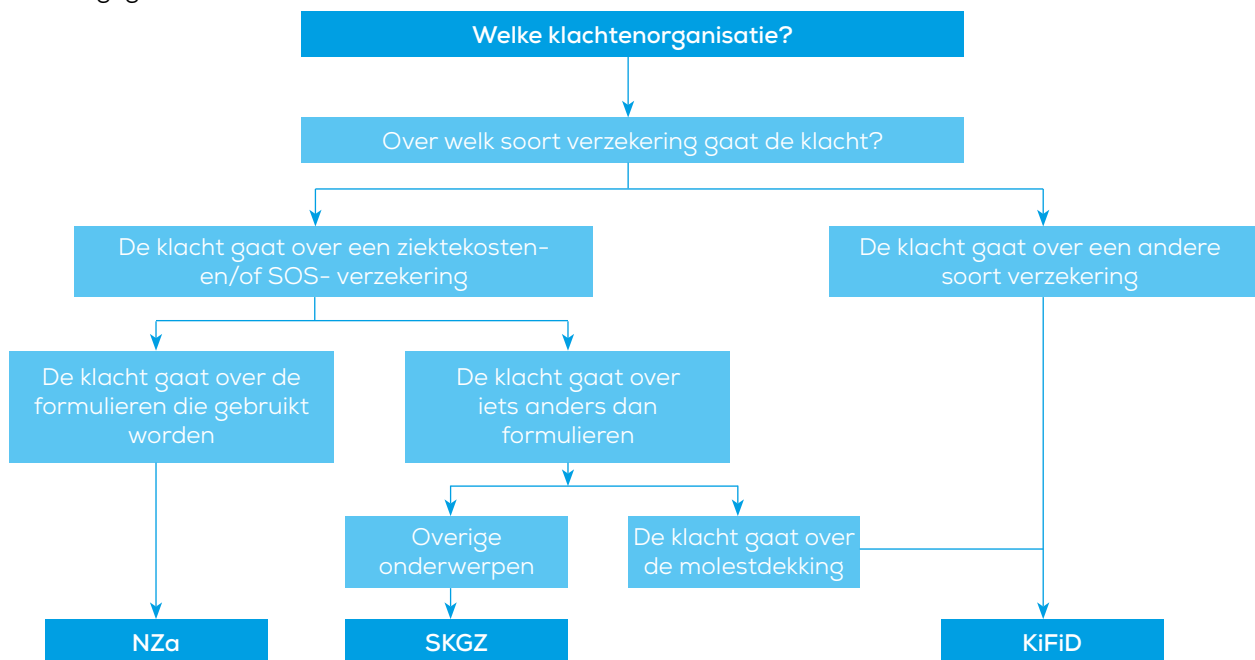 Welke klachtenorganisatie?
Over welk soort verzekering gaat de klacht?
De klacht gaat over een ziektekosten-
en/of SOS- verzekering
De klacht gaat over een andere
soort verzekering
De klacht gaat over de
formulieren die gebruikt
worden
De klacht gaat over
iets anders dan
formulieren
Overige
onderwerpen
De klacht gaat over
de molestdekking
NZa
SKGZ
KiFiD